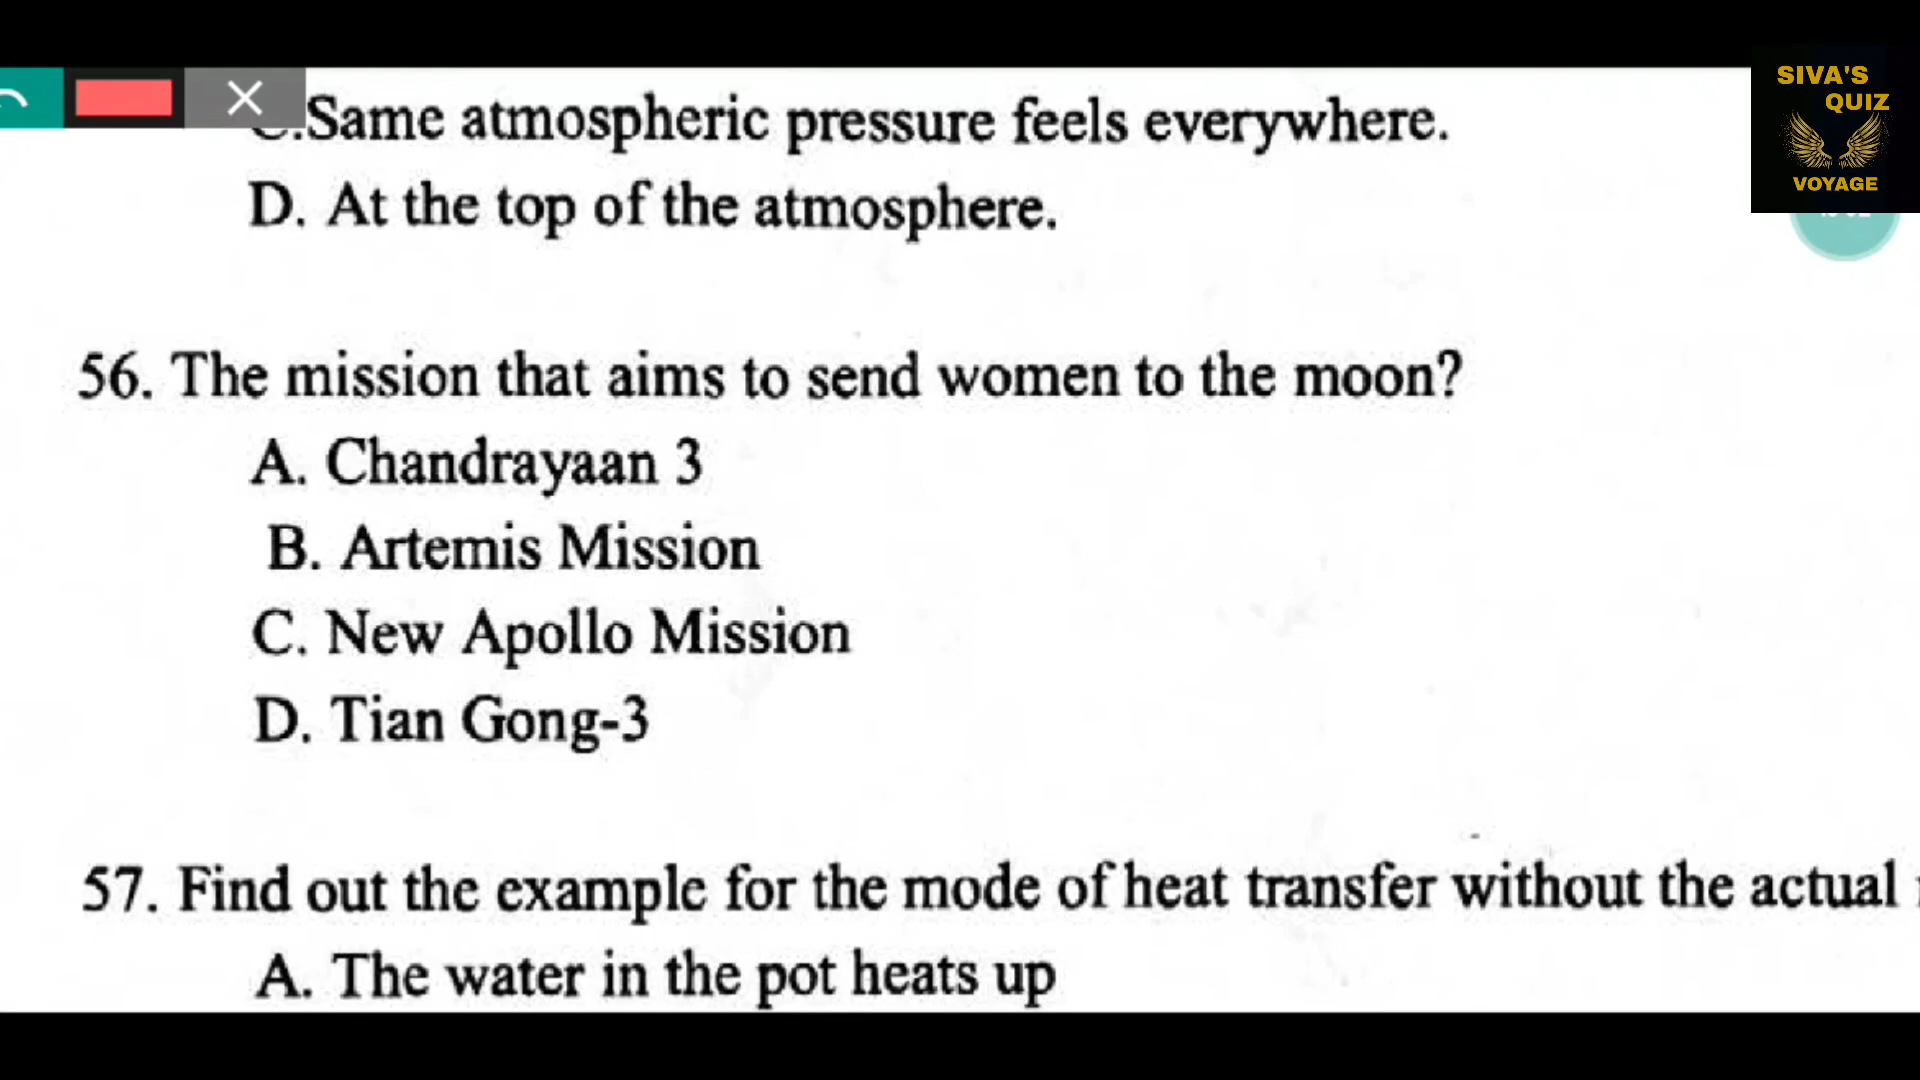 SIVA'S
QUIZ
VOYAGE
.Same atmospheric pressure feels everywhere.
D. At the top of the atmosphere.
56. The mission that aims to send women to the moon?
A. Chandrayaan 3
B. Artemis Mission
C. New Apollo Mission
D. Tian Gong-3
57. Find out the example for the mode of heat transfer without the actual
A. The water in the pot heats up